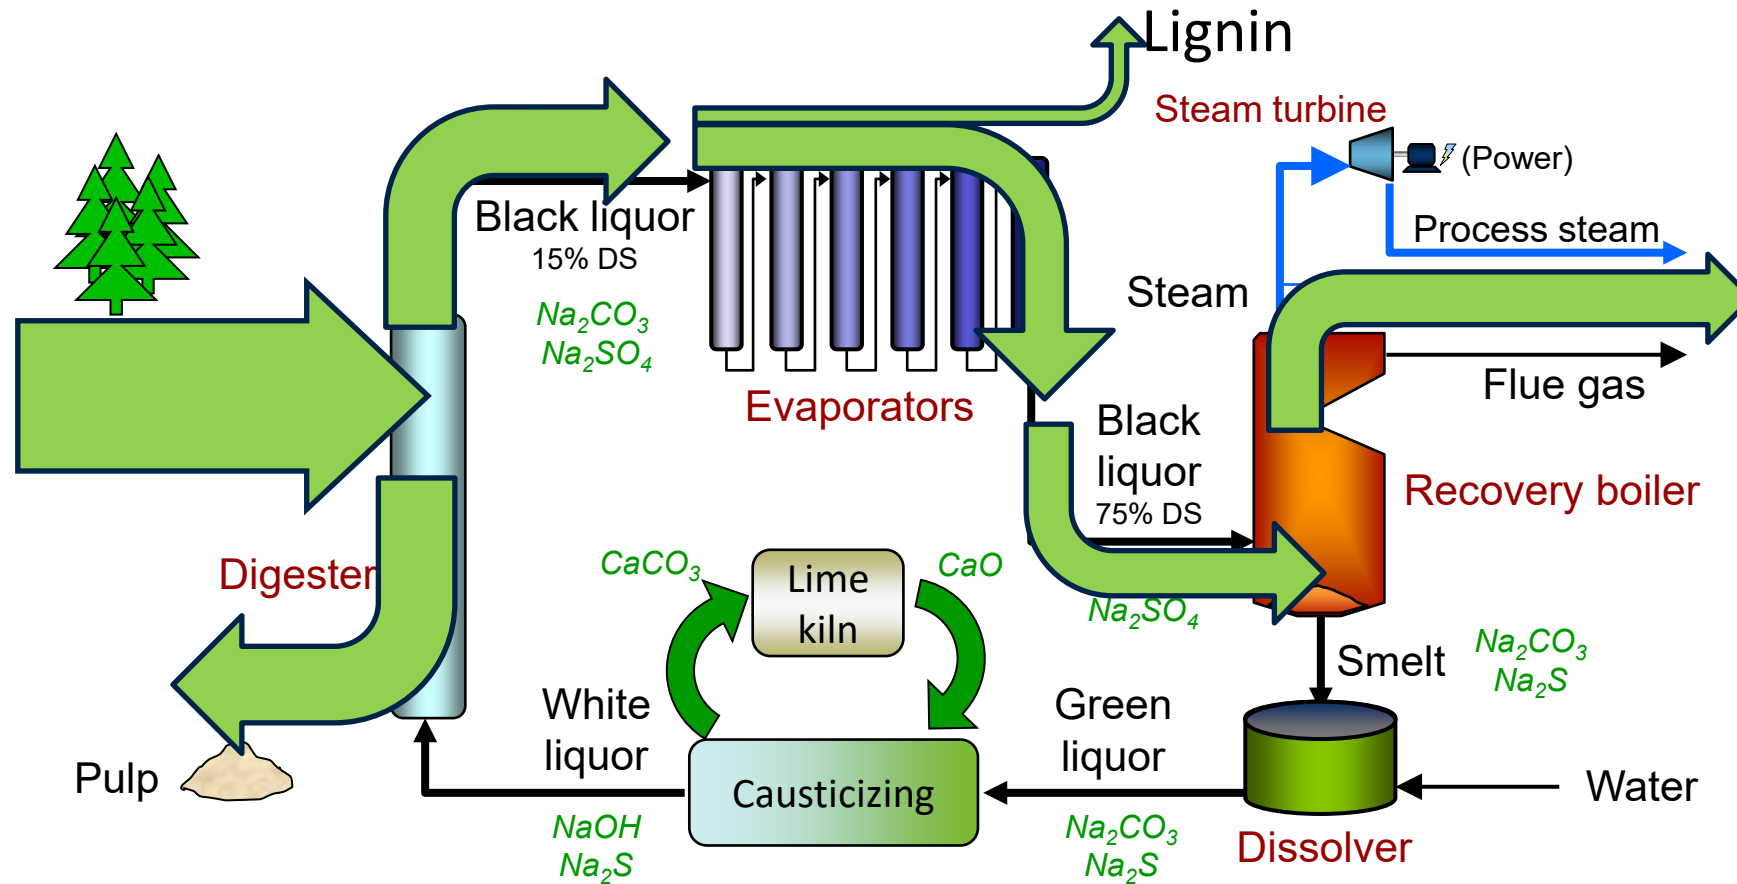 Lignin
Steam turbine
(Power)
Process steam
Black liquor
15% DS
Na₂CO₃
Na₂SO₄
Steam
Flue gas
Evaporators
Black
liquor
75% DS
Recovery boiler
Na₂SO₄
Digester
CaCO₃
Lime
kiln
CaO
Smelt
Na₂CO₃
Na₂S
White
liquor
Green
liquor
Pulp
Causticizing
Water
NaOH
Na₂S
Na₂CO₃
Na₂S
Dissolver